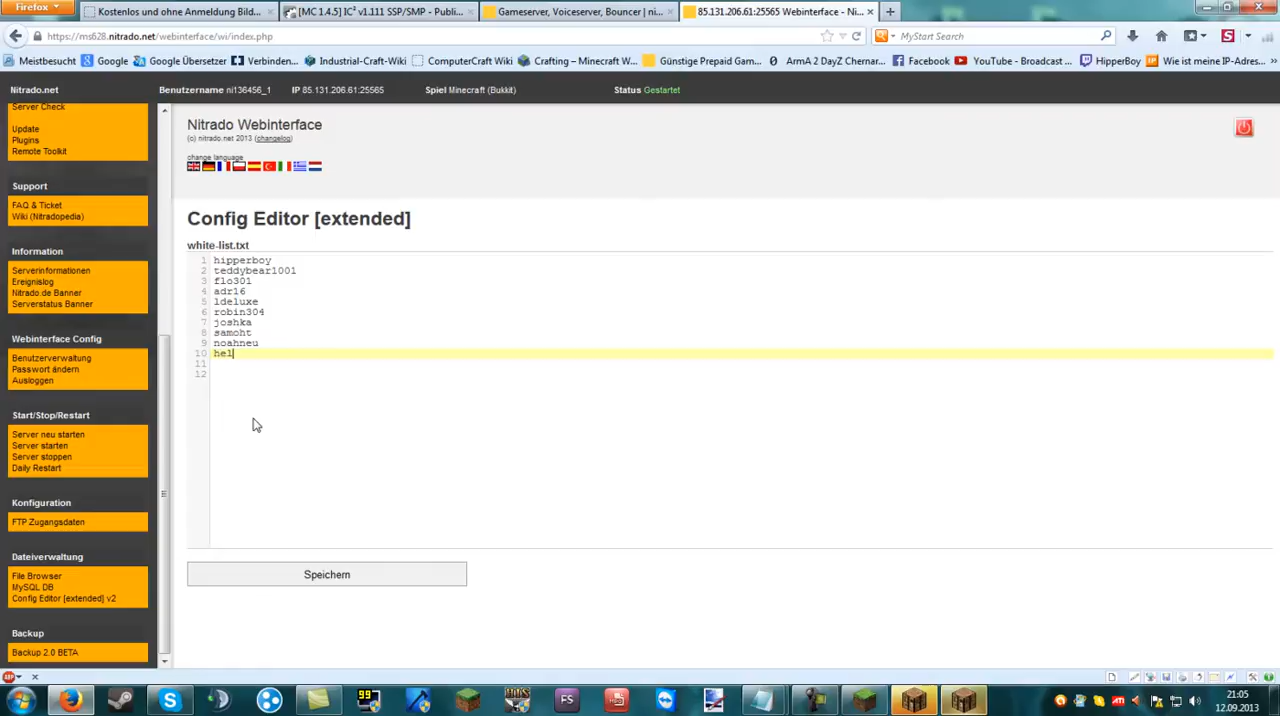 Firefox
Kostenlos und ohne Anmeldung Bild...
[MC 1.4.5] IC² v1.111 SSP/SMP - Publi...
Gameserver, Voiceserver, Bouncer | ni...
85.131.206.61:25565 Webinterface - Ni...
https://ms628.nitrado.net/webinterface/wi/index.php
MyStart Search
Meistbesucht
Google
Google Übersetzer
Verbinden...
Industrial-Craft-Wiki
ComputerCraft Wiki
Crafting – Minecraft W...
Günstige Prepaid Gam...
ArmA 2 DayZ Chernar...
Facebook
YouTube - Broadcast ...
HipperBoy
Wie ist meine IP-Adres...
Nitrado.net
Benutzername ni136456_1
IP 85.131.206.61:25565
Spiel Minecraft (Bukkit)
Status Gestartet
Server Check
Update
Plugins
Remote Toolkit
Support
FAQ & Ticket
Wiki (Nitradopedia)
Information
Serverinformationen
Ereignislog
Nitrado.de Banner
Serverstatus Banner
Webinterface Config
Benutzerverwaltung
Passwort ändern
Ausloggen
Start/Stop/Restart
Server neu starten
Server starten
Server stoppen
Daily Restart
Konfiguration
FTP Zugangsdaten
Dateiverwaltung
File Browser
MySQL DB
Config Editor [extended] v2
Backup
Backup 2.0 BETA
Nitrado Webinterface
(c) nitrado.net 2013 (changelog)
change language
Config Editor [extended]
white-list.txt
1 hipperboy
2 teddybear1001
3 flo301
4 adr16
5 ldeluxe
6 robin304
7 joshka
8 samoht
9 noahneu
10 hel
11
12
Speichern
21:05
12.09.2013